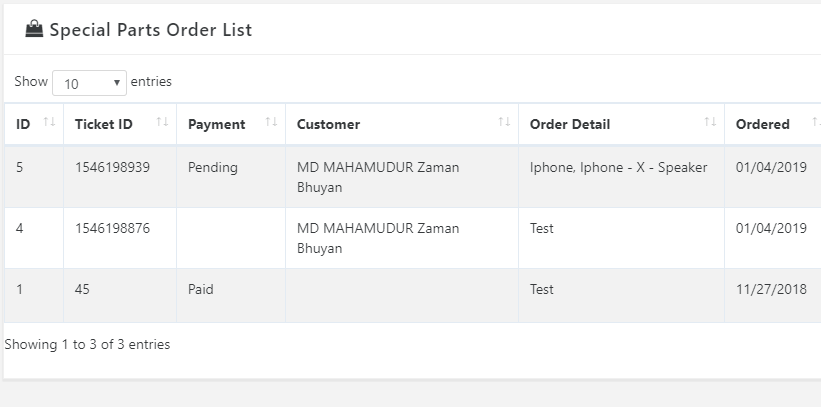 Special Parts Order List
Show 10 entries
ID Ticket ID Payment Customer Order Detail Ordered
5 1546198939 Pending MD MAHAMUDUR Zaman Iphone, Iphone - X - Speaker 01/04/2019
Bhuyan
4 1546198876 MD MAHAMUDUR Zaman Test 01/04/2019
Bhuyan
1 45 Paid Test 11/27/2018
Showing 1 to 3 of 3 entries